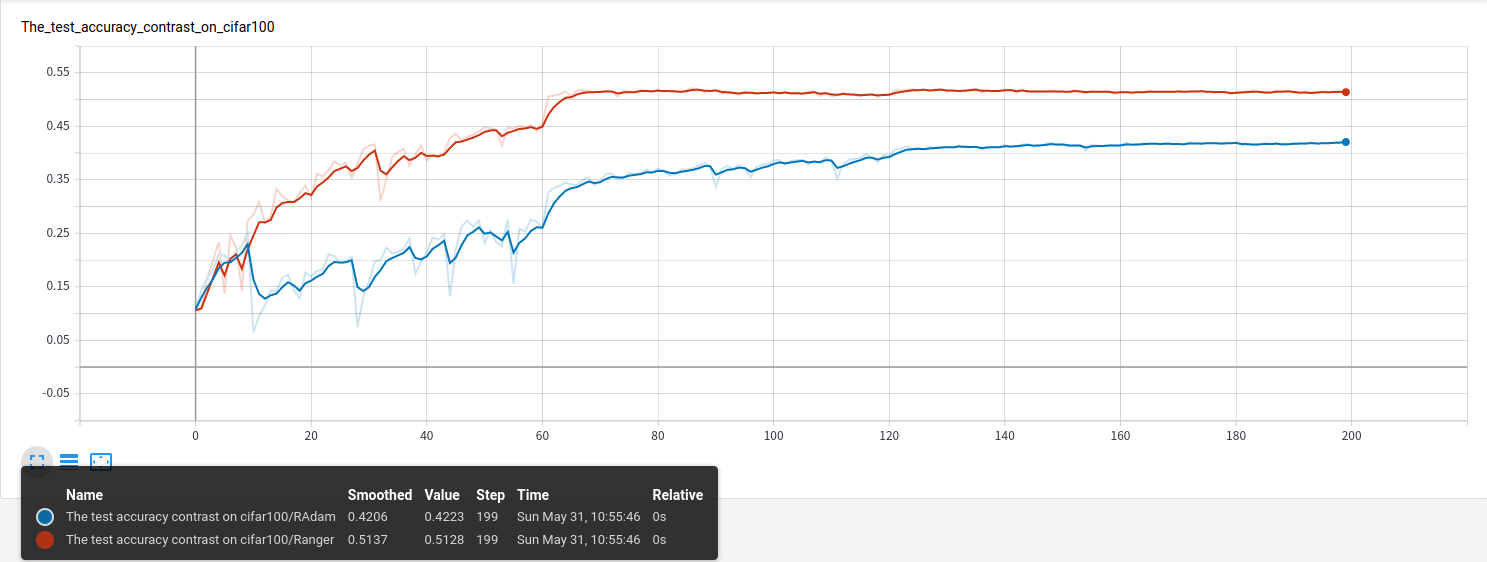 The_test_accuracy_contrast_on_cifar100
0.55
0.45
0.35
0.25
0.15
0.05
-0.05
0 20 40 60 80 100 120 140 160 180 200
Name Smoothed Value Step Time Relative
The test accuracy contrast on cifar100/RAdam 0.4206 0.4223 199 Sun May 31, 10:55:46 0s
The test accuracy contrast on cifar100/Ranger 0.5137 0.5128 199 Sun May 31, 10:55:46 0s